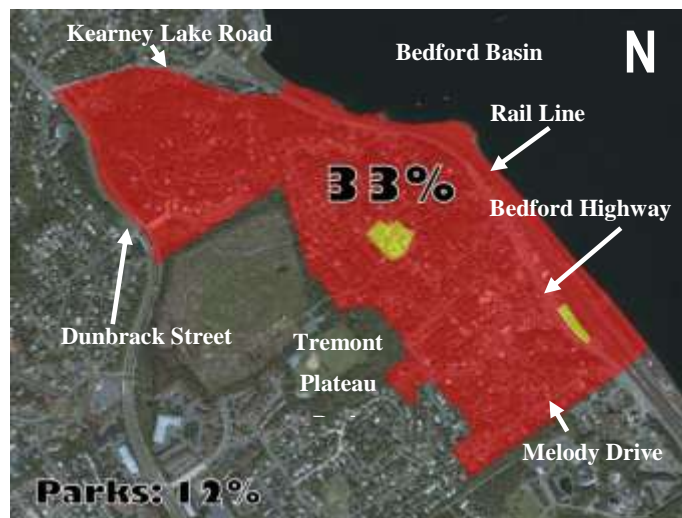 Kearney Lake Road
Bedford Basin
N
Rail Line
33%
Bedford Highway
Dunbrack Street
Tremont
Plateau
Melody Drive
Parks: 12%